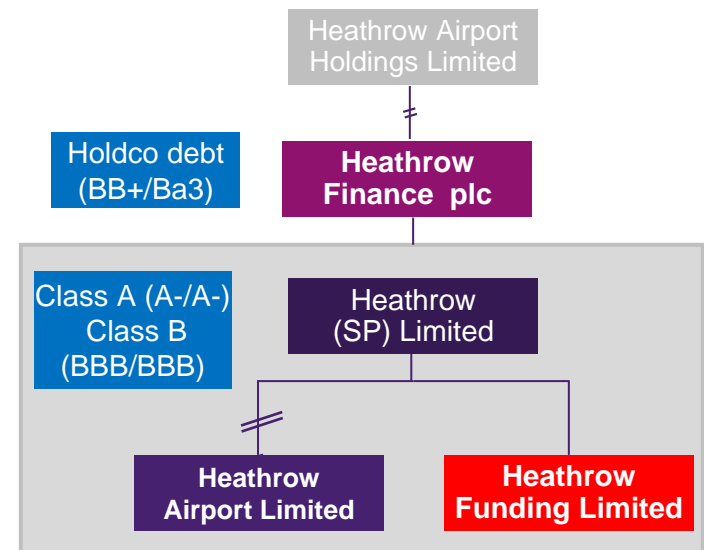 Heathrow Airport
Holdings Limited
Holdco debt
(BB+/Ba3)
Heathrow
Finance plc
Class A (A-/A-)
Class B
(BBB/BBB)
Heathrow
(SP) Limited
Heathrow
Airport Limited
Heathrow
Funding Limited